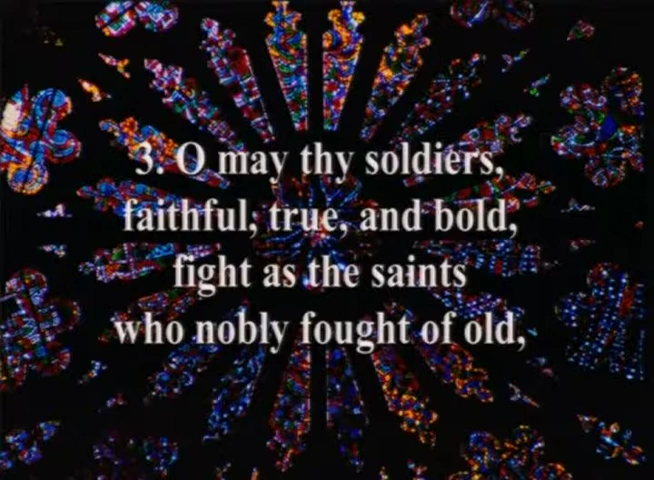 3. O may thy soldiers,
faithful, true, and bold,
fight as the saints
who nobly fought of old,